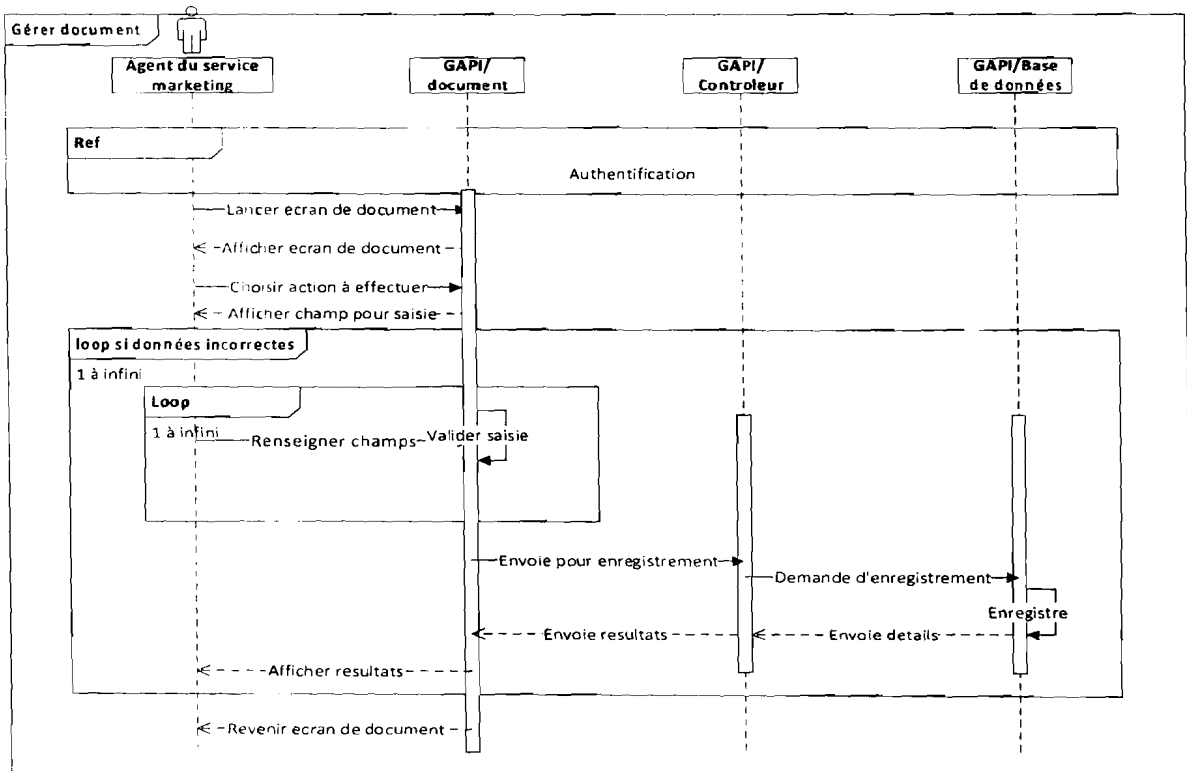 Gérer document
Agent du service
marketing
GAPI/
document
GAPI/
Controleur
GAPI/Base
de données
Ref
Authentification
Lancer ecran de document
Afficher ecran de document
Choisir action à effectuer
Afficher champ pour saisie
loop si données incorrectes
1 à infini
Loop
1 à infini
Renseigner champs
Valider saisie
Envoie pour enregistrement
Demande d'enregistrement
Enregistre
Envoie resultats
Envoie details
Afficher resultats
Revenir ecran de document